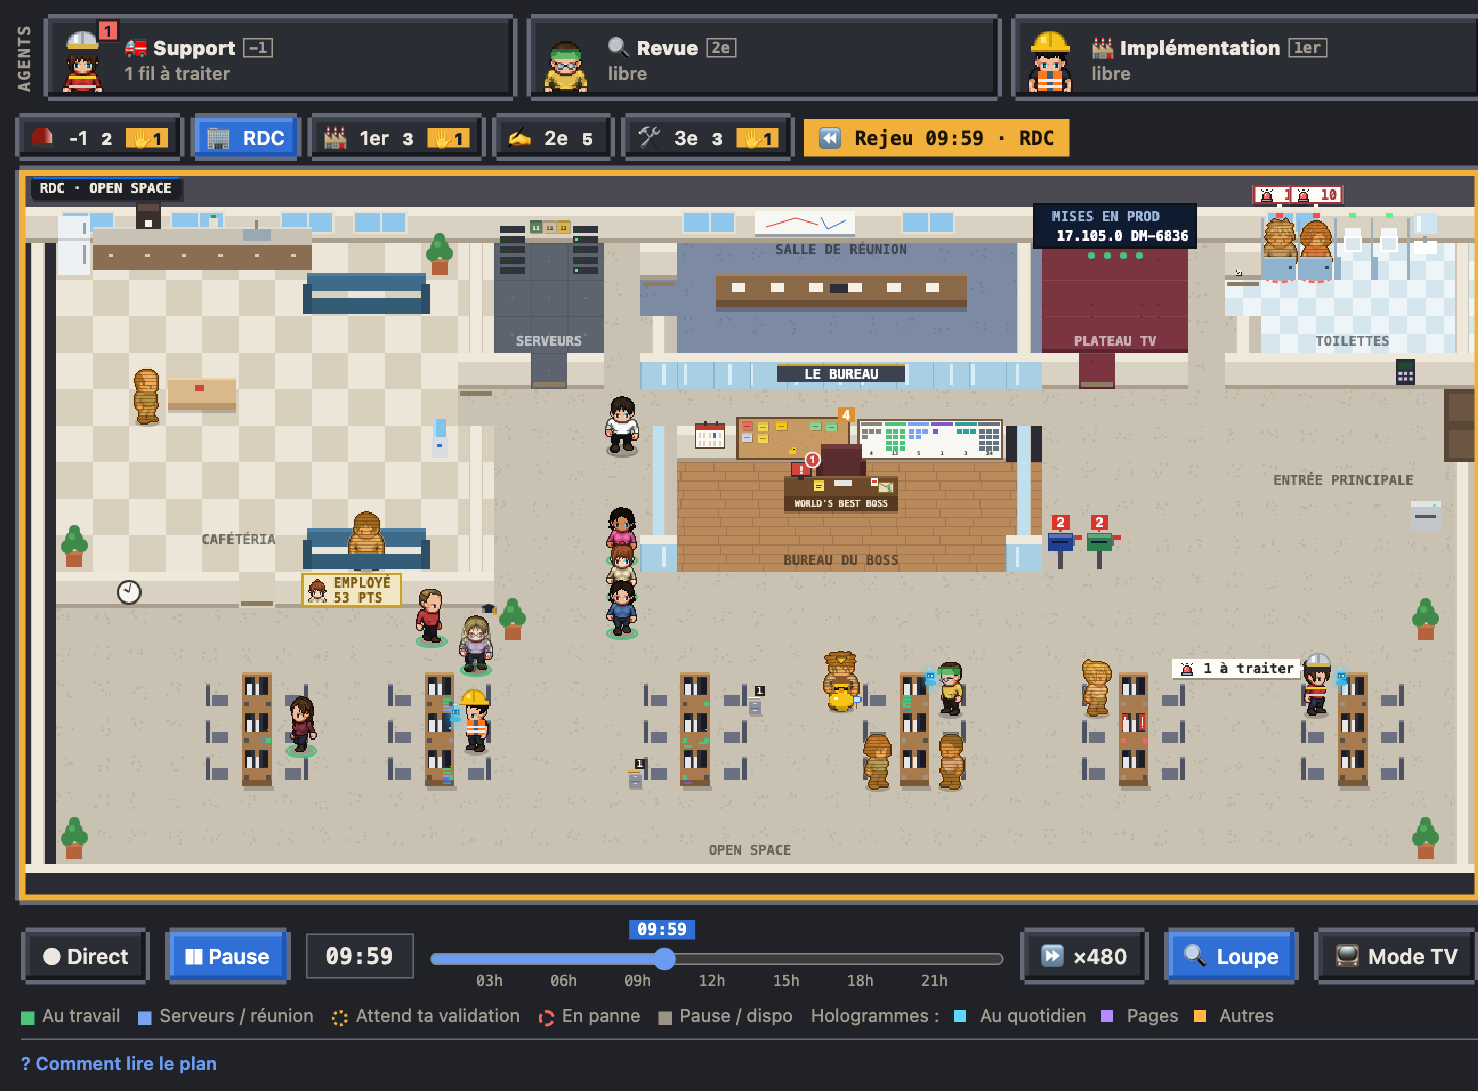 AGENTS
1
Support -1
1 fil à traiter
Revue 2e
libre
Implémentation 1er
libre
-1 2 1
RDC
1er 3 1
2e 5
3e 3 1
Rejeu 09:59 · RDC
RDC · OPEN SPACE
10
MISES EN PROD
17.105.0 DM-6836
SALLE DE RÉUNION
SERVEURS
PLATEAU TV
TOILETTES
LE BUREAU
4
1
WORLD'S BEST BOSS
ENTRÉE PRINCIPALE
2 2
CAFÉTÉRIA
BUREAU DU BOSS
EMPLOYÉ
53 PTS
1 à traiter
1
1
OPEN SPACE
09:59
Direct
Pause
09:59
03h 06h 09h 12h 15h 18h 21h
×480
Loupe
Mode TV
Au travail
Serveurs / réunion
Attend ta validation
En panne
Pause / dispo
Hologrammes :
Au quotidien
Pages
Autres
? Comment lire le plan